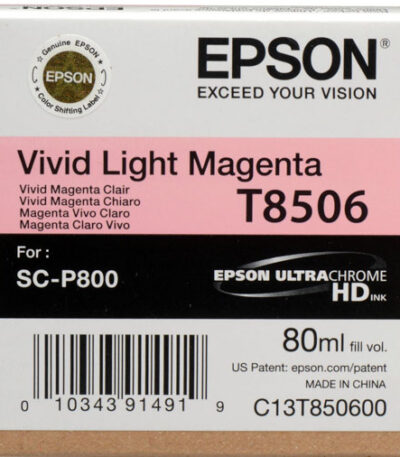 Genuine EPSON
EPSON
Color Shifting Label
EPSON®
EXCEED YOUR VISION
Vivid Light Magenta
Vivid Magenta Clair
Vivid Magenta Chiaro
Magenta Vivo Claro
Magenta Claro Vivo
T8506
For :
SC-P800
EPSON ULTRACHROME
HD INK
80ml fill vol.
US Patent: epson.com/patent
MADE IN CHINA
0 10343 91491 9
C13T850600